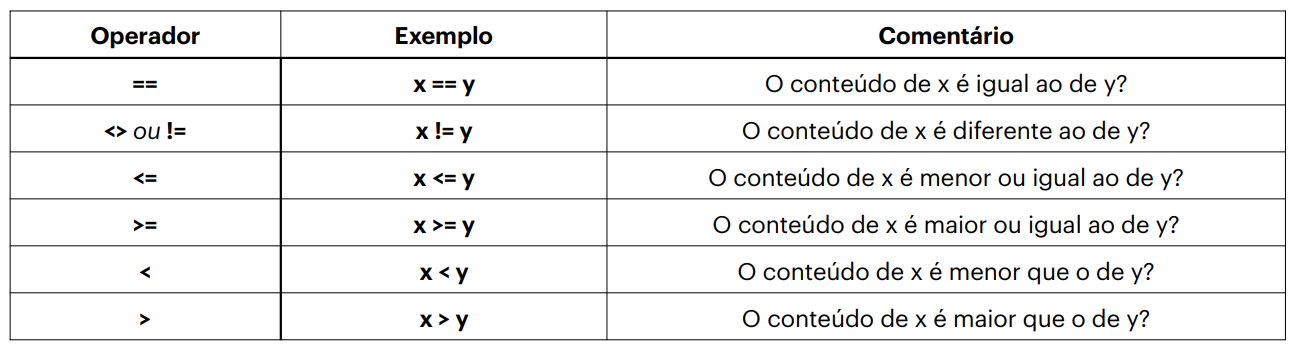 Operador Exemplo Comentário
== x == y O conteúdo de x é igual ao de y?
<> ou != x != y O conteúdo de x é diferente ao de y?
<= x <= y O conteúdo de x é menor ou igual ao de y?
>= x >= y O conteúdo de x é maior ou igual ao de y?
< x < y O conteúdo de x é menor que o de y?
> x > y O conteúdo de x é maior que o de y?